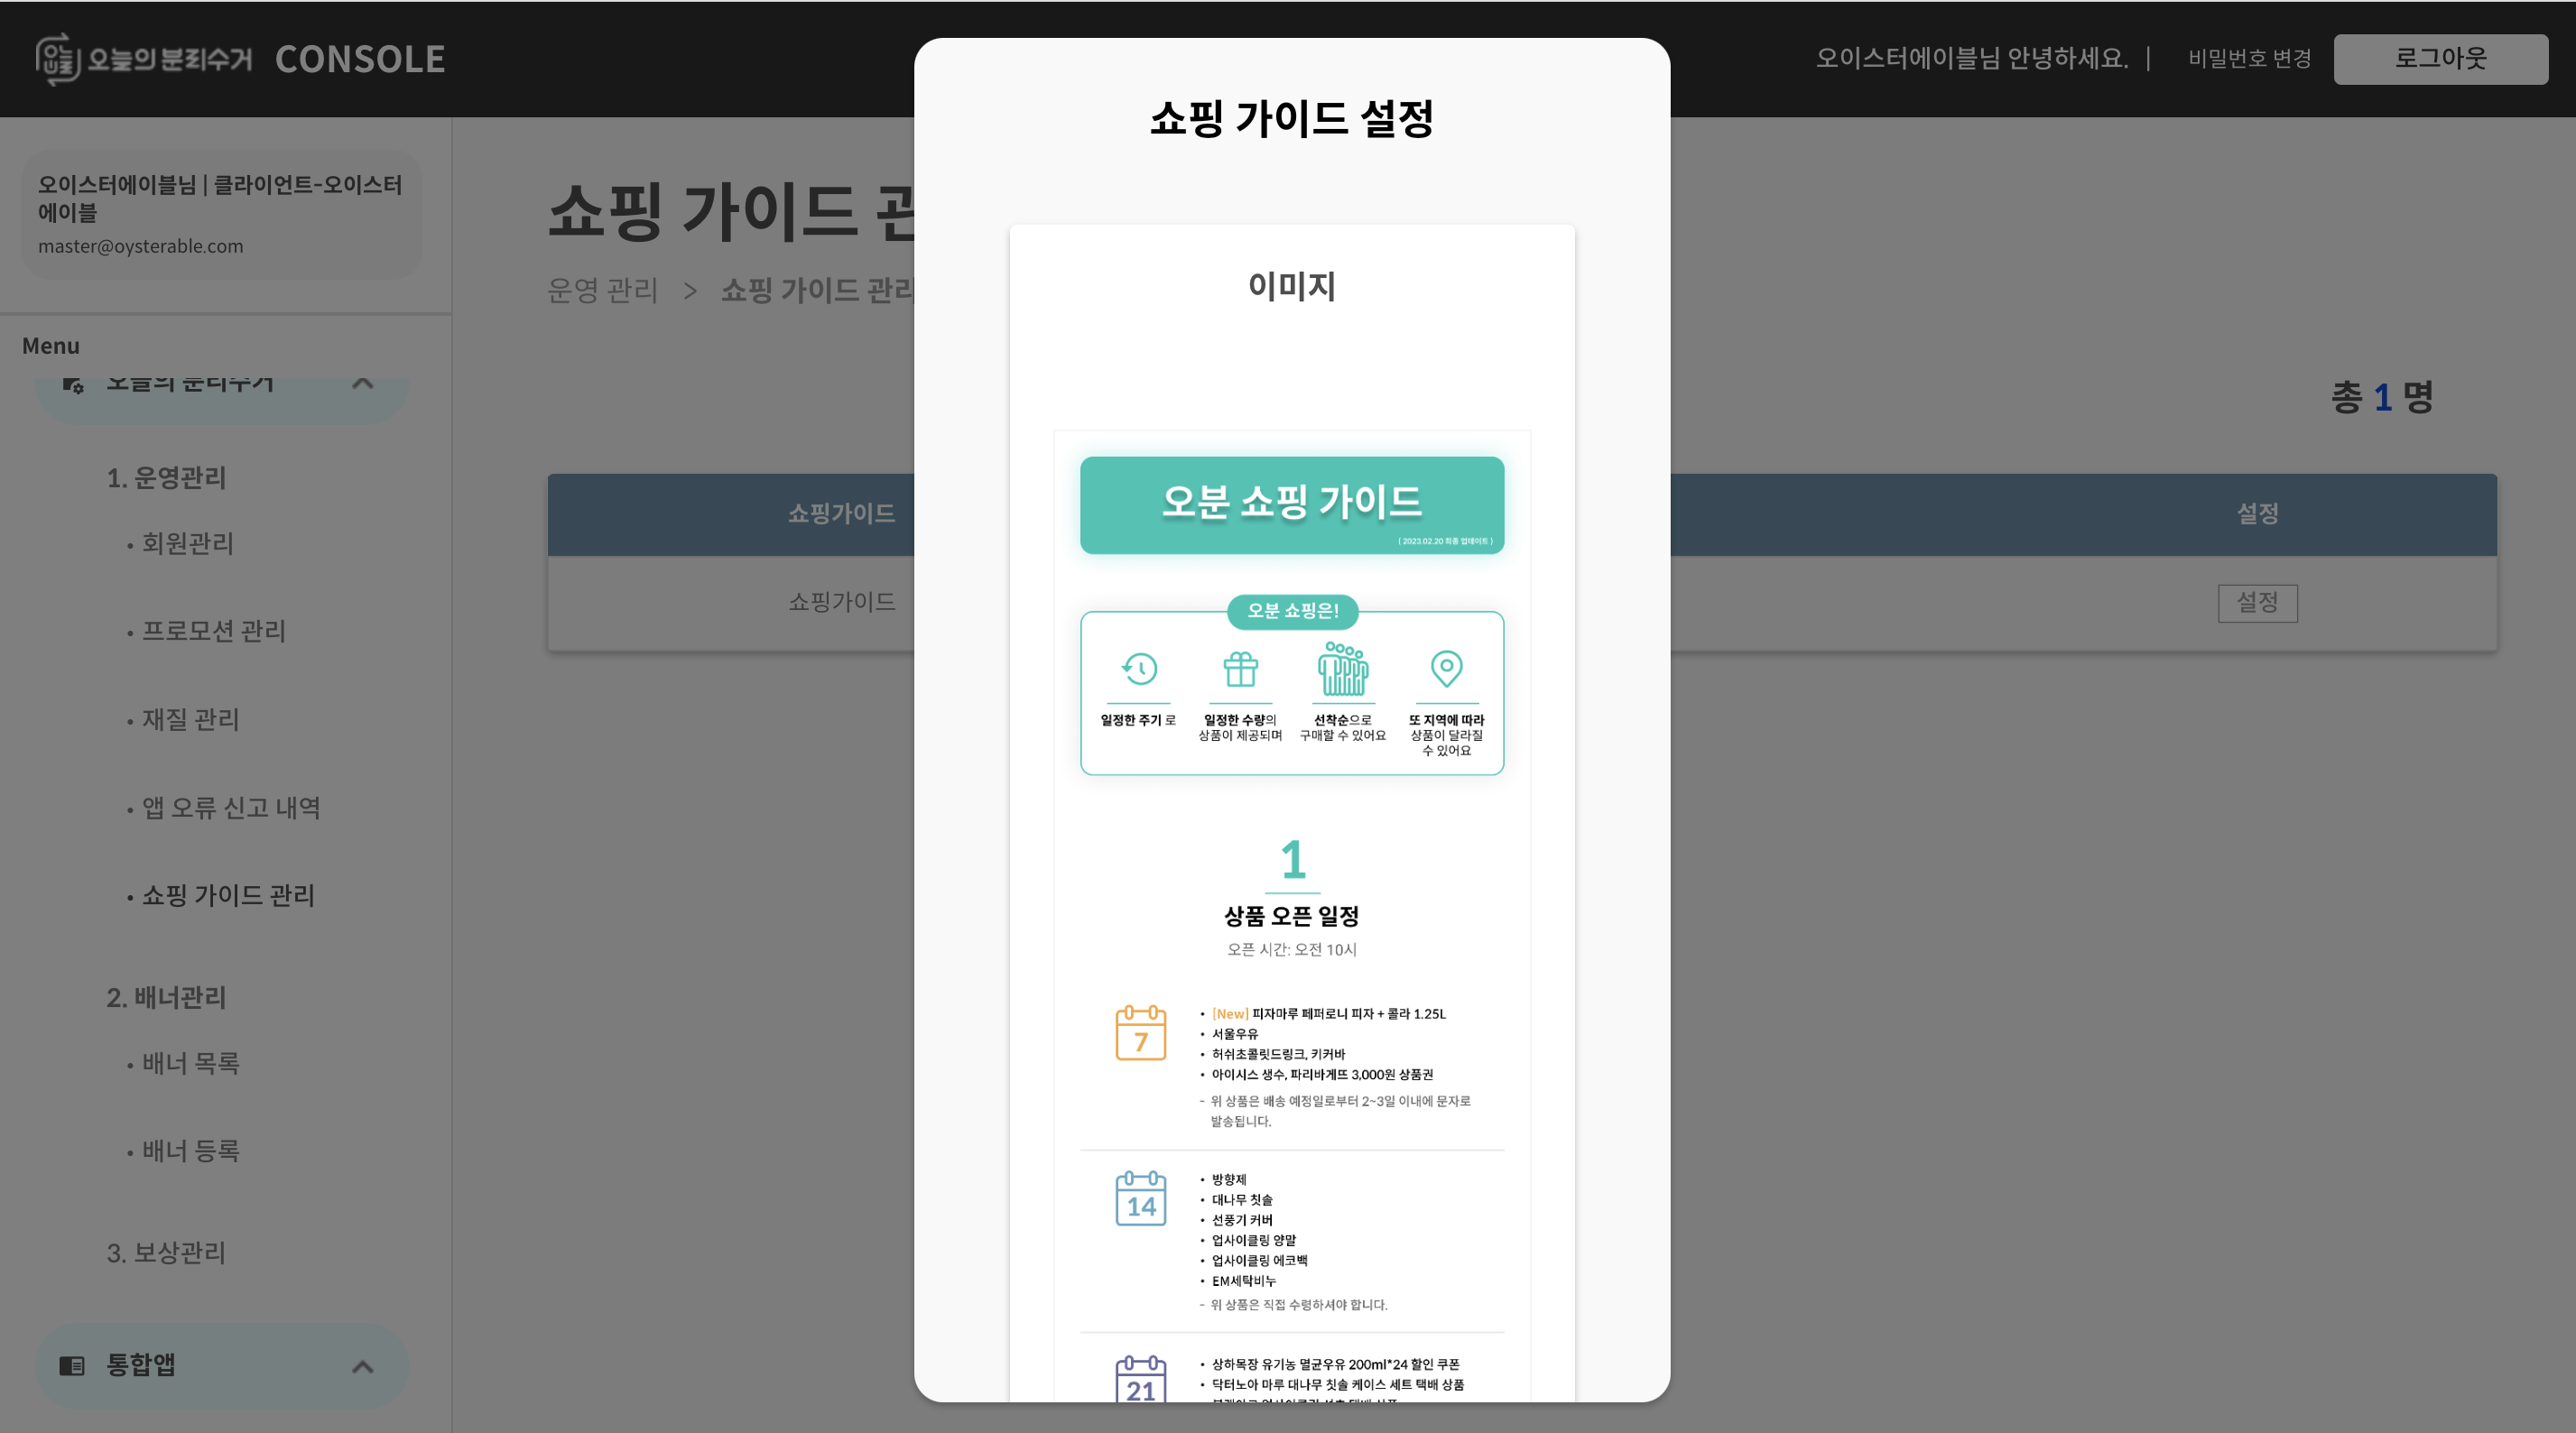 오늘의 분리수거 CONSOLE
오이스터에이블님 안녕하세요. | 비밀번호 변경 로그아웃
오이스터에이블님 | 클라이언트-오이스터
에이블
master@oysterable.com
Menu
오늘의 분리수거
1. 운영관리
• 회원관리
• 프로모션 관리
• 재질 관리
• 앱 오류 신고 내역
• 쇼핑 가이드 관리
2. 배너관리
• 배너 목록
• 배너 등록
3. 보상관리
통합앱
쇼핑 가이드
운영 관리 > 쇼핑 가이드 관리
총 1 명
쇼핑가이드 설정
쇼핑가이드 설정
쇼핑 가이드 설정
이미지
오분 쇼핑 가이드
( 2023.02.20 최종 업데이트 )
오분 쇼핑은!
일정한 주기 로
일정한 수량의
상품이 제공되며
선착순으로
구매할 수 있어요
또 지역에 따라
상품이 달라질
수 있어요
1
상품 오픈 일정
오픈 시간: 오전 10시
7
• [New] 피자마루 페퍼로니 피자 + 콜라 1.25L
• 서울우유
• 허쉬초콜릿드링크, 키커바
• 아이시스 생수, 파리바게뜨 3,000원 상품권
- 위 상품은 배송 예정일로부터 2~3일 이내에 문자로
발송됩니다.
14
• 방향제
• 대나무 칫솔
• 선풍기 커버
• 업사이클링 양말
• 업사이클링 에코백
• EM세탁비누
- 위 상품은 직접 수령하셔야 합니다.
21
• 상하목장 유기농 멸균우유 200ml*24 할인 쿠폰
• 닥터노아 마루 대나무 칫솔 케이스 세트 택배 상품